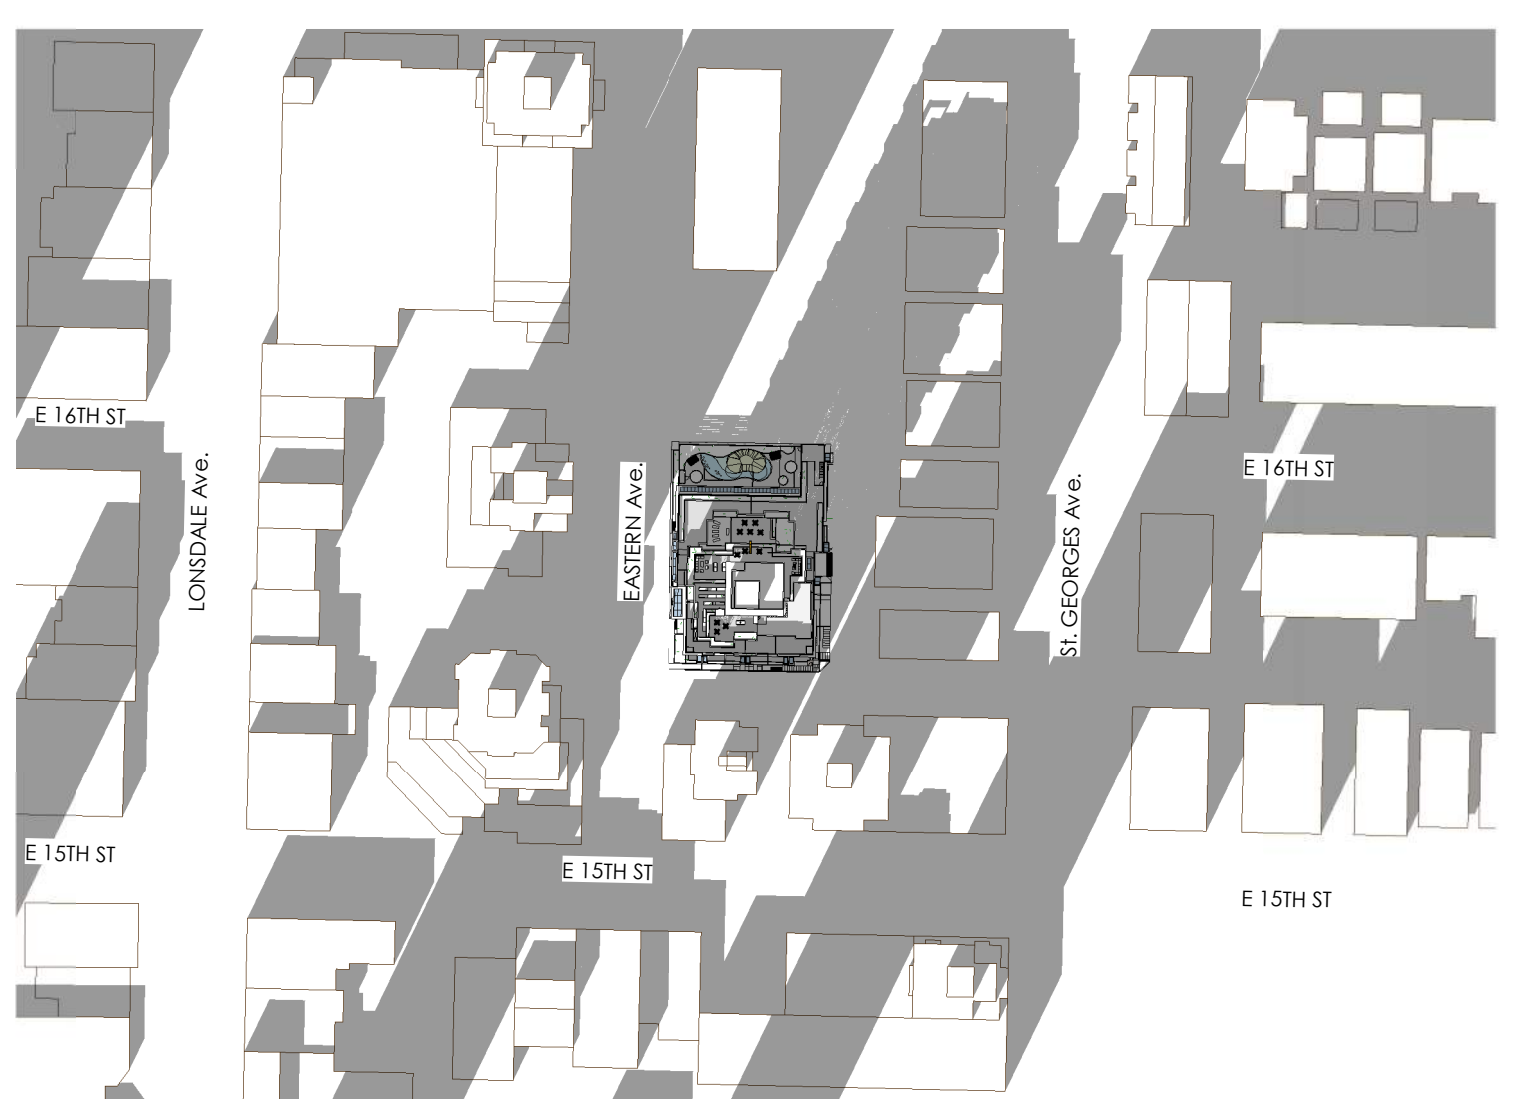 E 16TH ST
LONSDALE Ave.
EASTERN Ave.
St. GEORGES Ave.
E 16TH ST
E 15TH ST
E 15TH ST
E 15TH ST